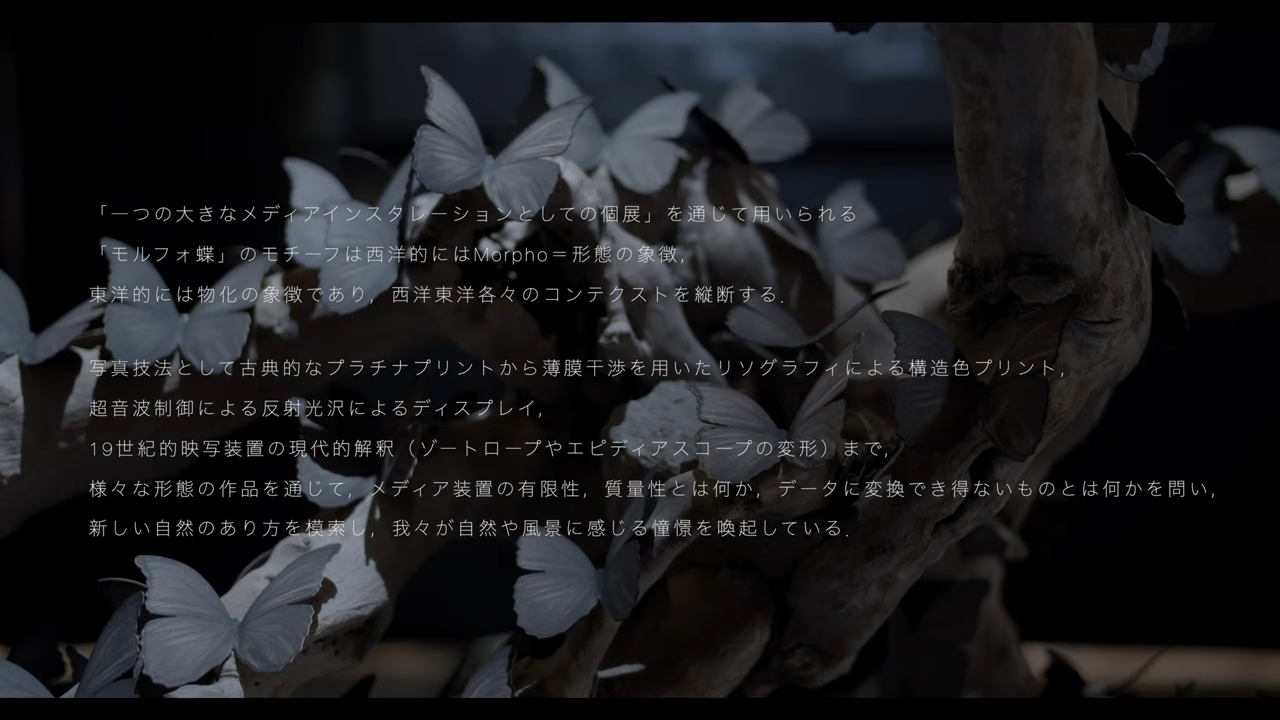 「一つの大きなメディアインスタレーションとしての個展」を通じて用いられる
「モルフォ蝶」のモチーフは西洋的にはMorpho＝形態の象徴,
東洋的には物化の象徴であり, 西洋東洋各々のコンテクストを縦断する.
写真技法として古典的なプラチナプリントから薄膜干渉を用いたリソグラフィによる構造色プリント,
超音波制御による反射光沢によるディスプレイ,
19世紀的映写装置の現代的解釈（ゾートロープやエピディアスコープの変形）まで,
様々な形態の作品を通じて, メディア装置の有限性, 質量性とは何か, データに変換でき得ないものとは何かを問い,
新しい自然のあり方を模索し, 我々が自然や風景に感じる憧憬を喚起している.